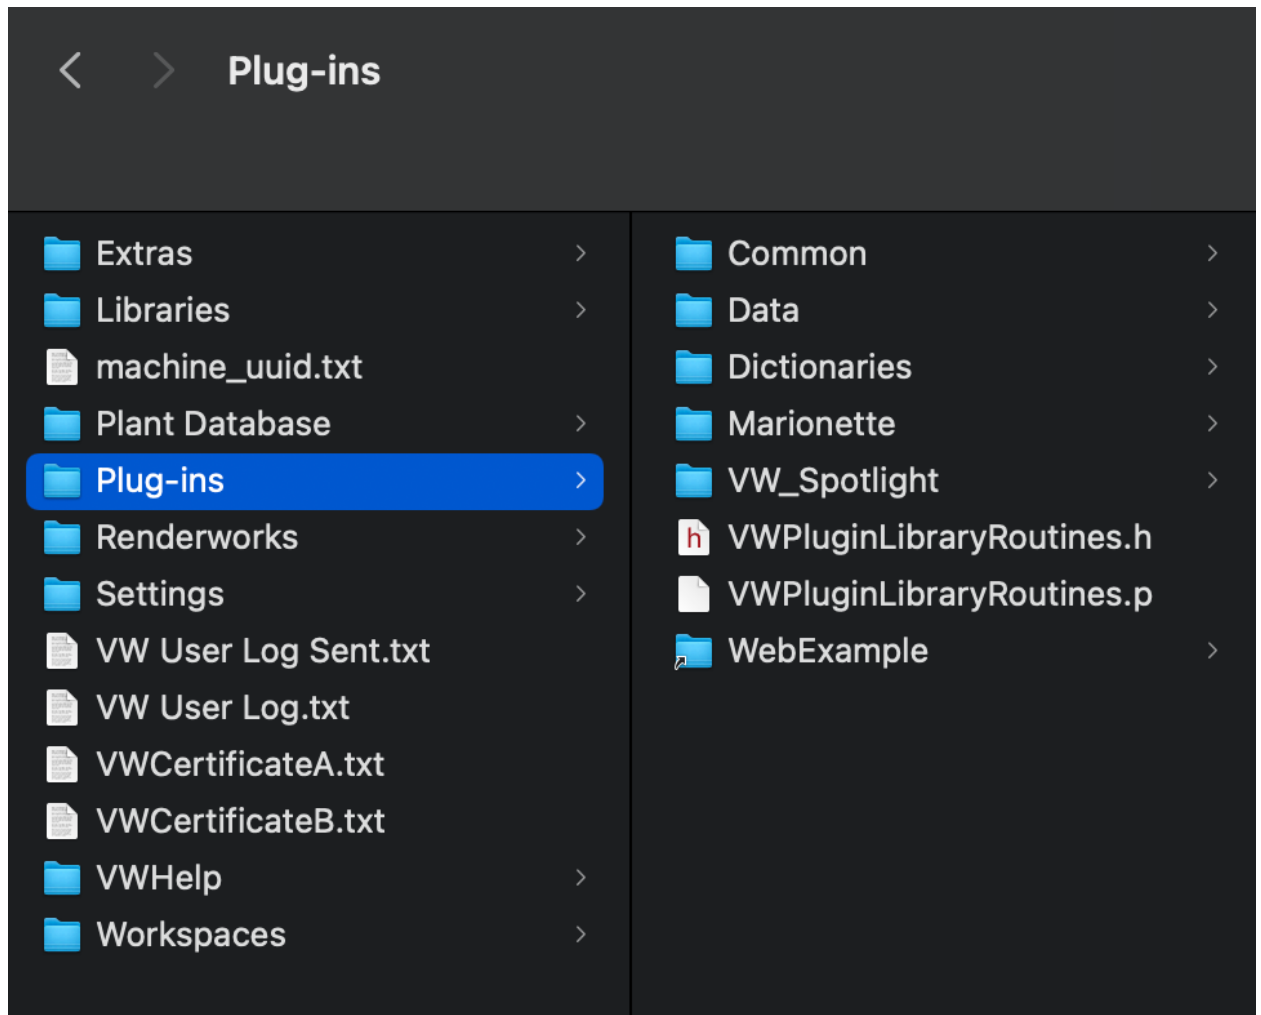 Plug-ins
Extras
Libraries
machine_uuid.txt
Plant Database
Plug-ins
Renderworks
Settings
VW User Log Sent.txt
VW User Log.txt
VWCertificateA.txt
VWCertificateB.txt
VWHelp
Workspaces
Common
Data
Dictionaries
Marionette
VW_Spotlight
h VWPluginLibraryRoutines.h
VWPluginLibraryRoutines.p
WebExample